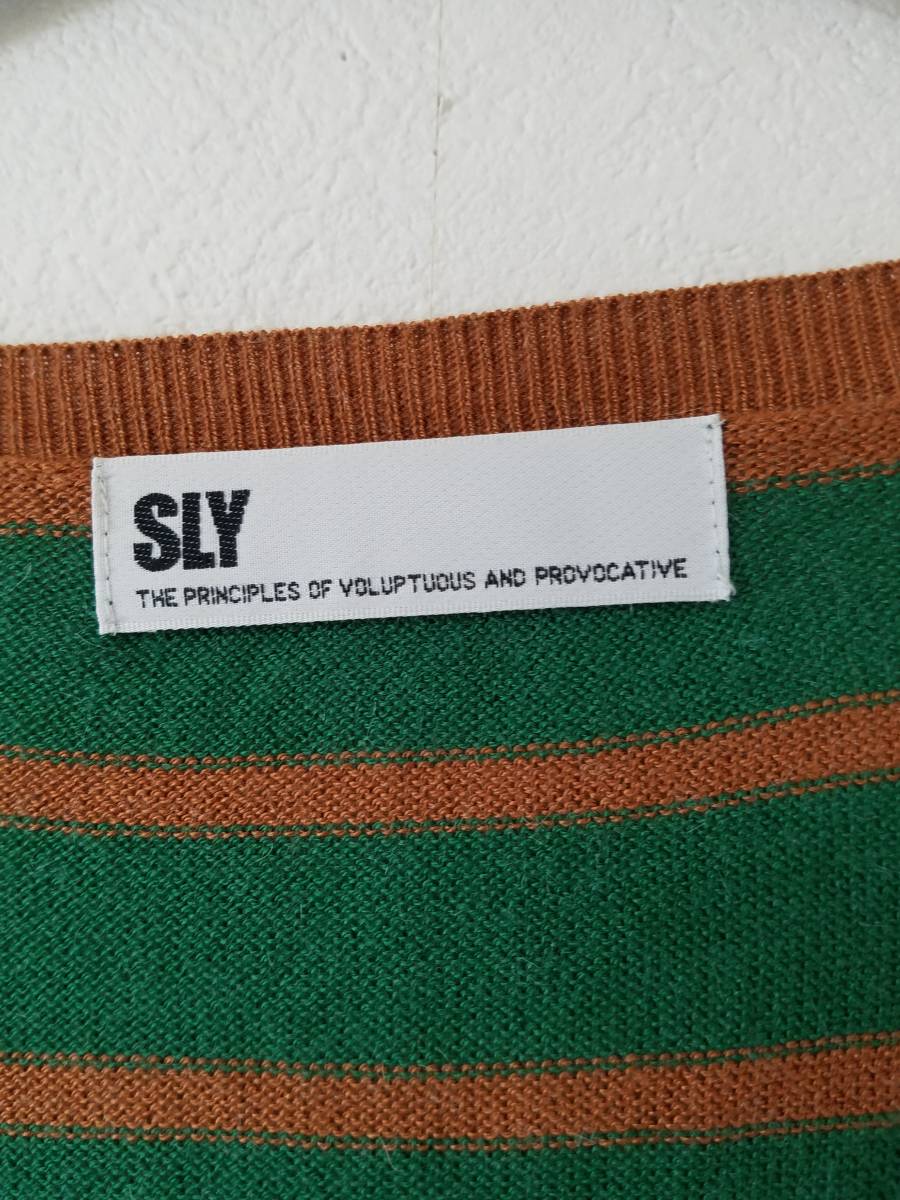 SLY
THE PRINCIPLES OF VOLUPTUOUS AND PROVOCATIVE